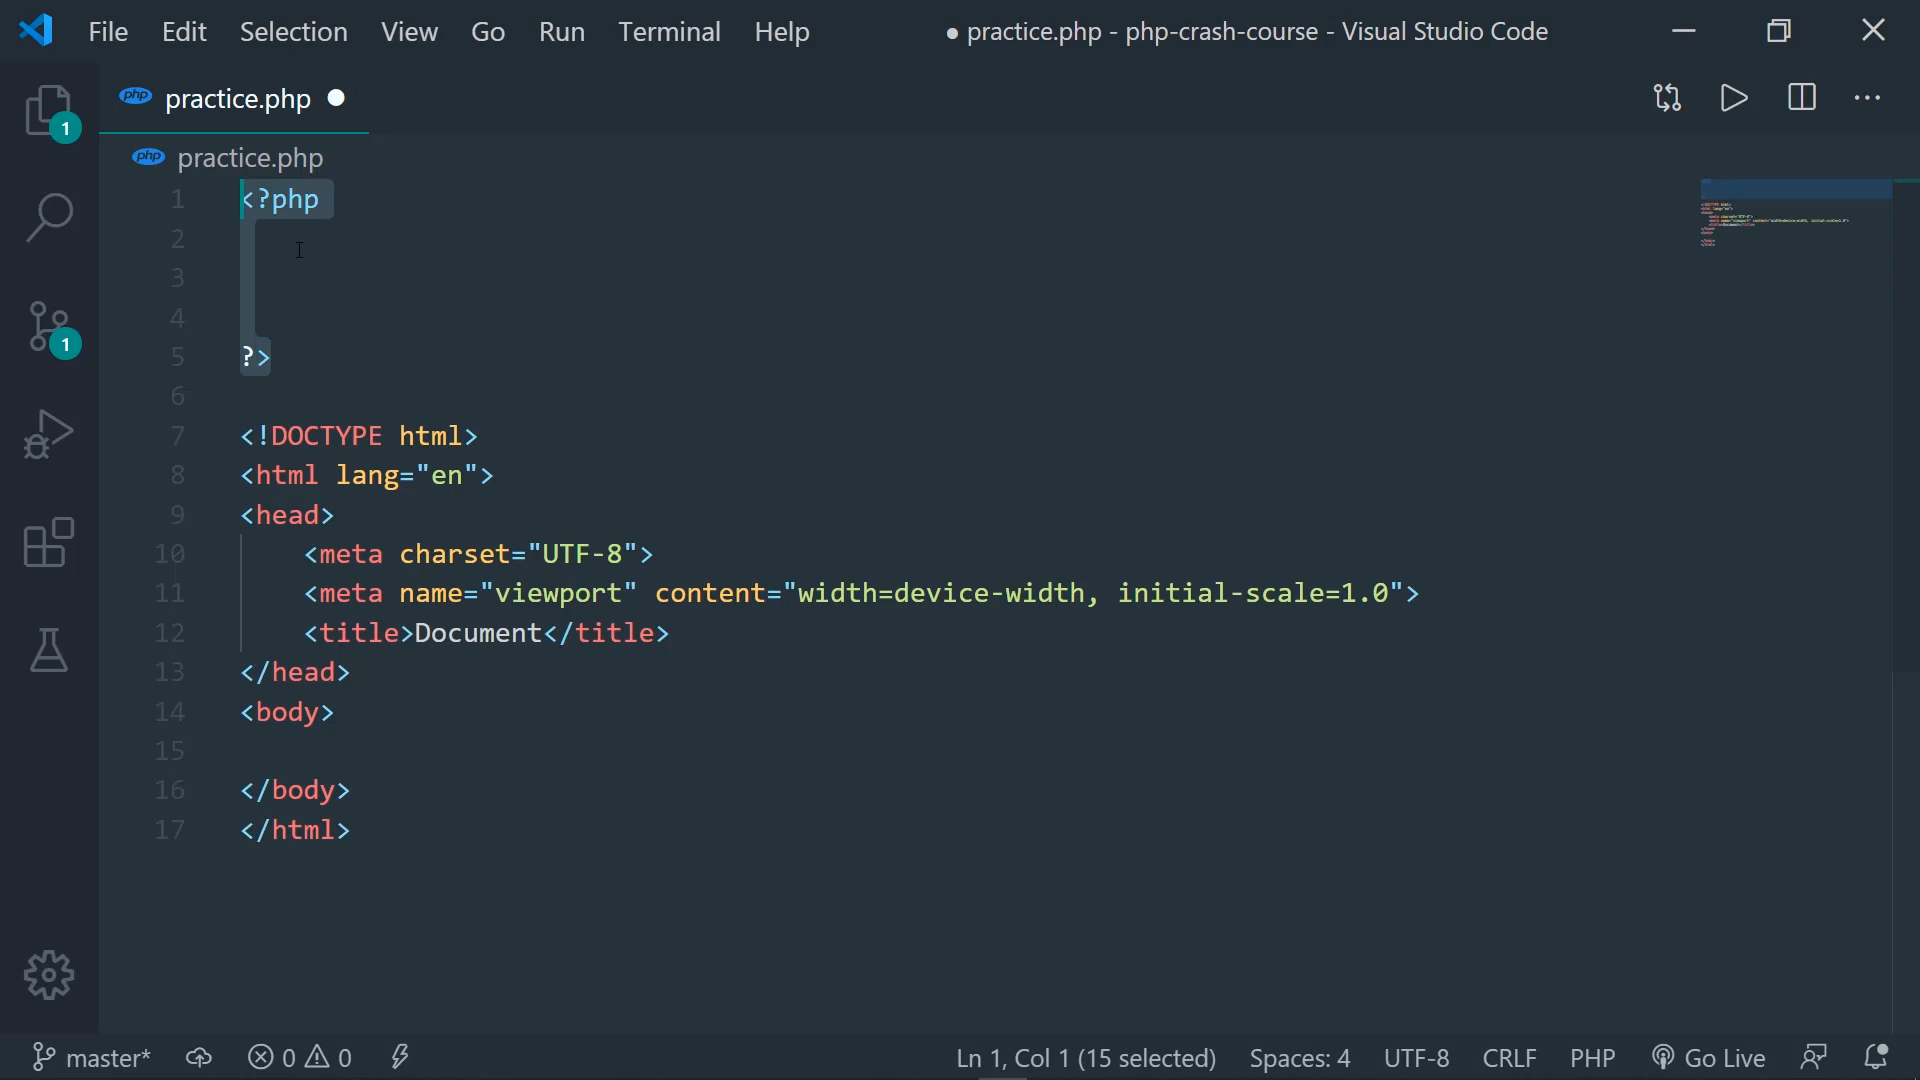 File Edit Selection View Go Run Terminal Help ● practice.php - php-crash-course - Visual Studio Code
php practice.php
php practice.php
1 <?php
2
3
4
5 ?>
6
7 <!DOCTYPE html>
8 <html lang="en">
9 <head>
10     <meta charset="UTF-8">
11     <meta name="viewport" content="width=device-width, initial-scale=1.0">
12     <title>Document</title>
13 </head>
14 <body>
15
16 </body>
17 </html>
1
1
master* 0 0 Ln 1, Col 1 (15 selected) Spaces: 4 UTF-8 CRLF PHP Go Live